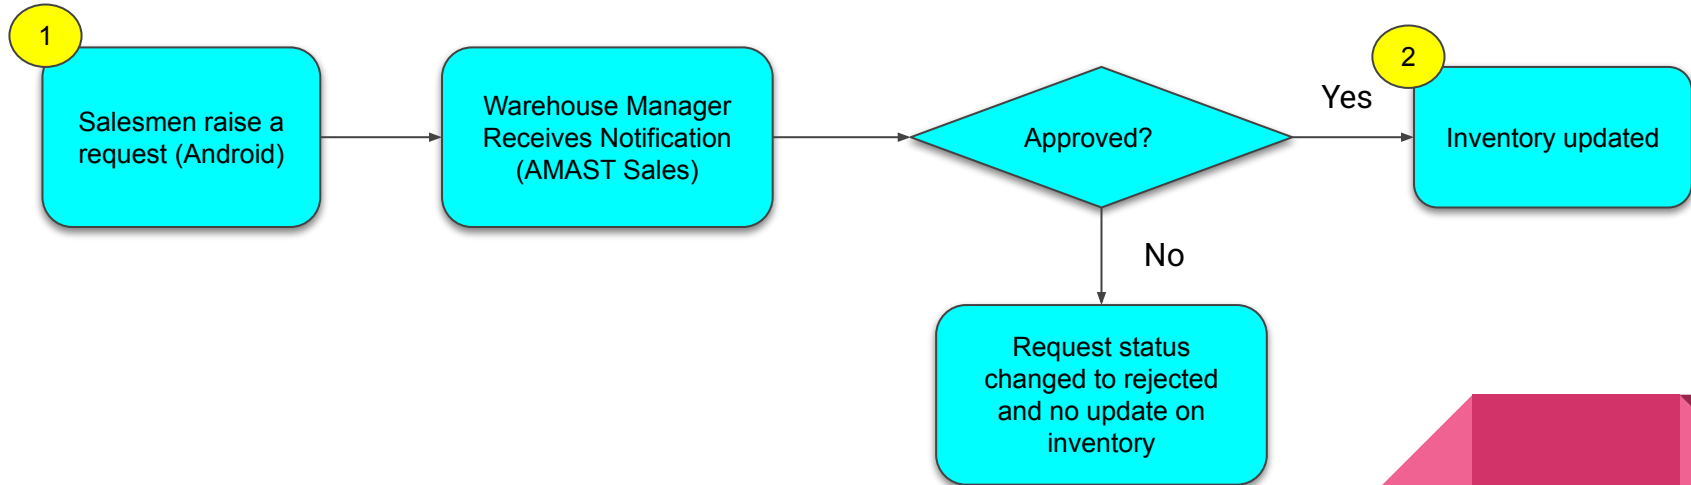 1
Salesmen raise a
request (Android)
Warehouse Manager
Receives Notification
(AMAST Sales)
Approved?
Yes
2
Inventory updated
No
Request status
changed to rejected
and no update on
inventory